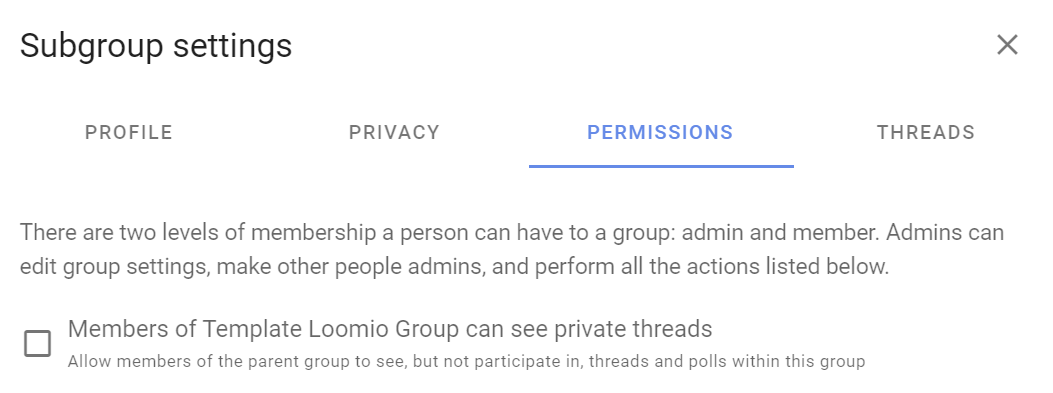 Subgroup settings
PROFILE PRIVACY PERMISSIONS THREADS
There are two levels of membership a person can have to a group: admin and member. Admins can
edit group settings, make other people admins, and perform all the actions listed below.
Members of Template Loomio Group can see private threads
Allow members of the parent group to see, but not participate in, threads and polls within this group